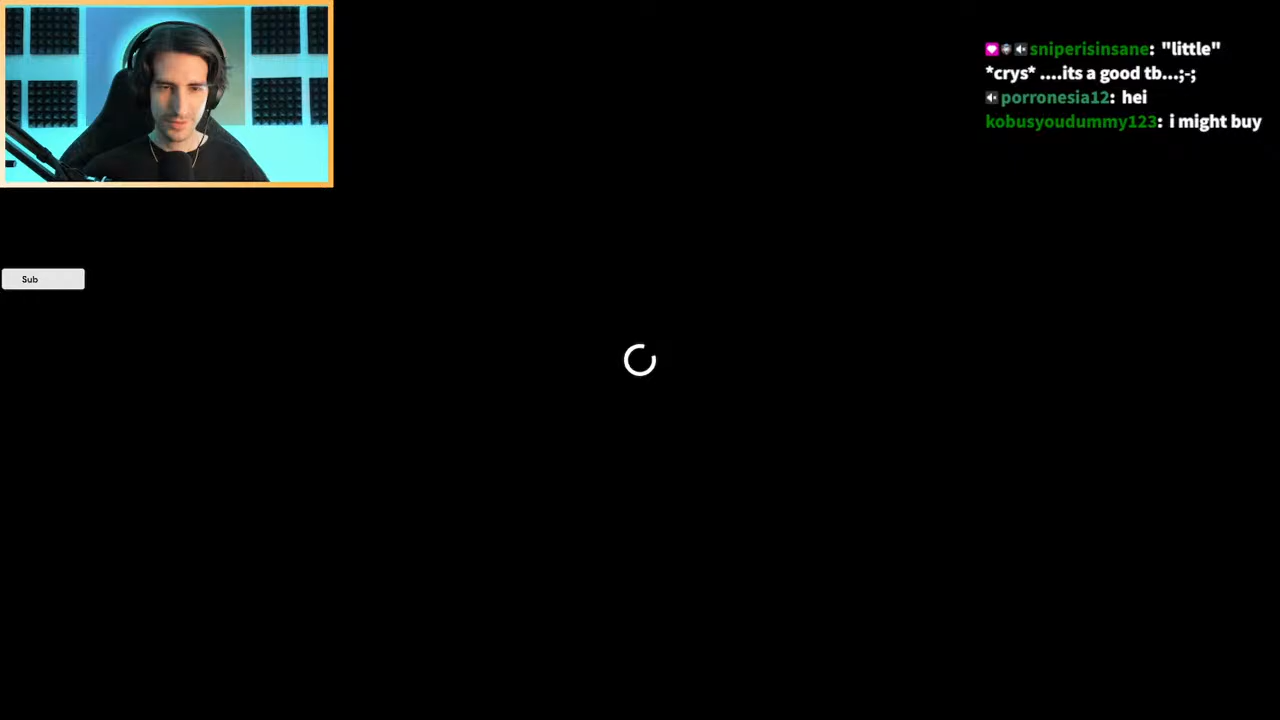 sniperisinsane: "little"
*crys* ....its a good tb...;-;
porronesia12: hei
kobusyoudummy123: i might buy
Sub